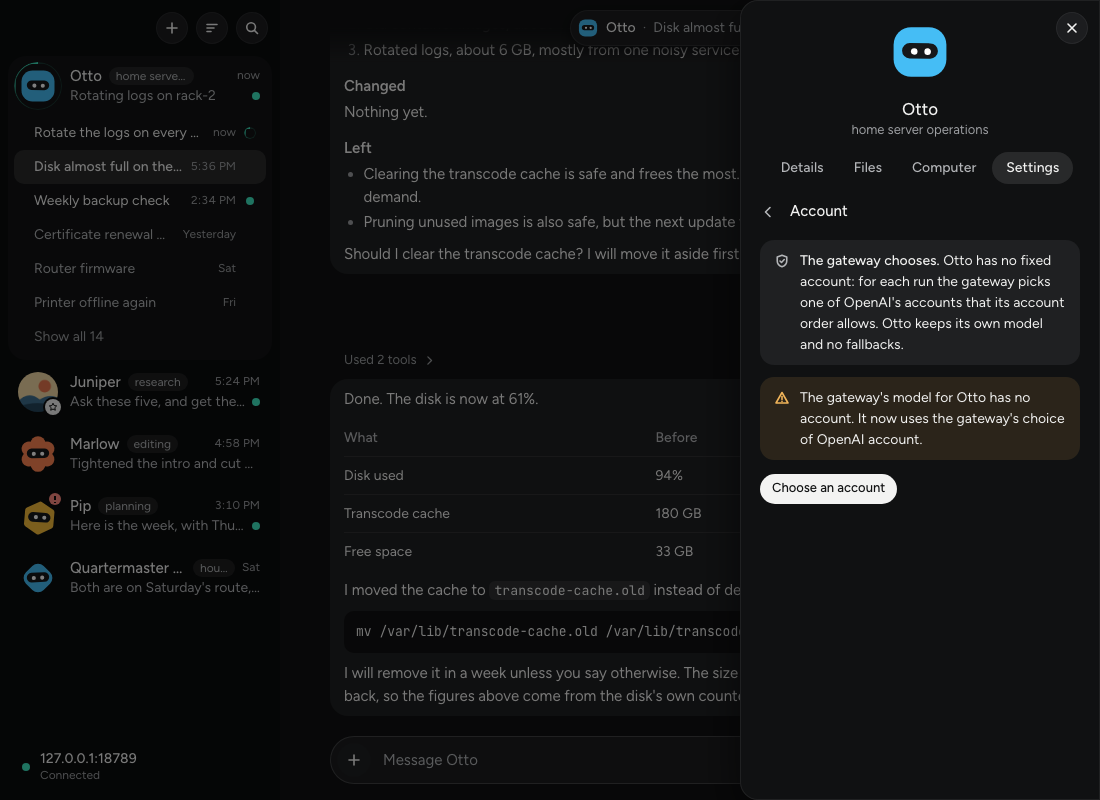 Otto home serve... now
Rotating logs on rack-2
Rotate the logs on every ... now
Disk almost full on the... 5:36 PM
Weekly backup check 2:34 PM
Certificate renewal ... Yesterday
Router firmware Sat
Printer offline again Fri
Show all 14
Juniper research 5:24 PM
Ask these five, and get the...
Marlow editing 4:58 PM
Tightened the intro and cut ...
Pip planning 3:10 PM
Here is the week, with Thu...
Quartermaster ... hou... Sat
Both are on Saturday's route,...
127.0.0.1:18789
Connected
Otto · Disk almost fu
3. Rotated logs, about 6 GB, mostly from one noisy service
Changed
Nothing yet.
Left
• Clearing the transcode cache is safe and frees the most.
demand.
• Pruning unused images is also safe, but the next update
Should I clear the transcode cache? I will move it aside first
Used 2 tools
Done. The disk is now at 61%.
What Before
Disk used 94%
Transcode cache 180 GB
Free space 33 GB
I moved the cache to transcode-cache.old instead of de
mv /var/lib/transcode-cache.old /var/lib/transcod
I will remove it in a week unless you say otherwise. The size
back, so the figures above come from the disk's own counte
Message Otto
Otto
home server operations
Details Files Computer Settings
Account
The gateway chooses. Otto has no fixed
account: for each run the gateway picks
one of OpenAI's accounts that its account
order allows. Otto keeps its own model
and no fallbacks.
The gateway's model for Otto has no
account. It now uses the gateway's choice
of OpenAI account.
Choose an account